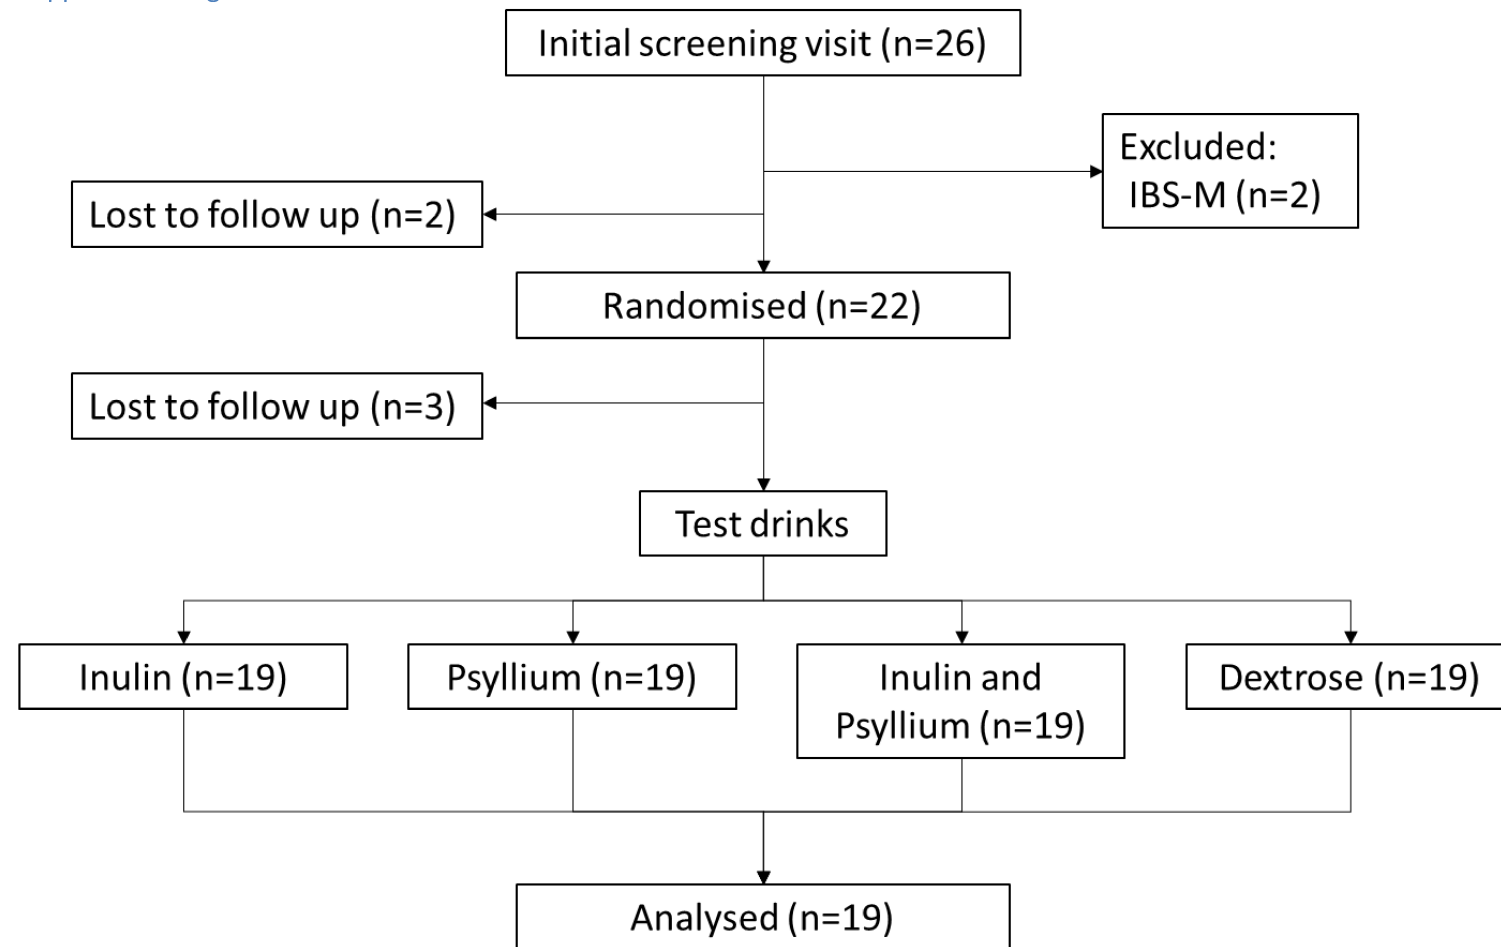 Initial screening visit (n=26)
Excluded:
IBS-M (n=2)
Lost to follow up (n=2)
Randomised (n=22)
Lost to follow up (n=3)
Test drinks
Inulin (n=19)
Psyllium (n=19)
Inulin and
Psyllium (n=19)
Dextrose (n=19)
Analysed (n=19)